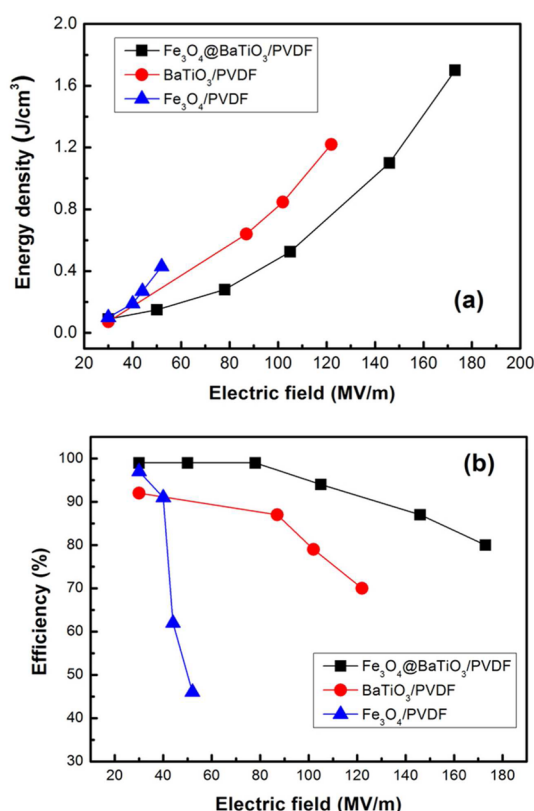 2.0
1.6
1.2
0.8
0.4
0.0
Energy density (J/cm³)
Fe₃O₄@BaTiO₃/PVDF
BaTiO₃/PVDF
Fe₃O₄/PVDF
(a)
20 40 60 80 100 120 140 160 180 200
Electric field (MV/m)
100
90
80
70
60
50
40
30
Efficiency (%)
(b)
Fe₃O₄@BaTiO₃/PVDF
BaTiO₃/PVDF
Fe₃O₄/PVDF
20 40 60 80 100 120 140 160 180
Electric field (MV/m)